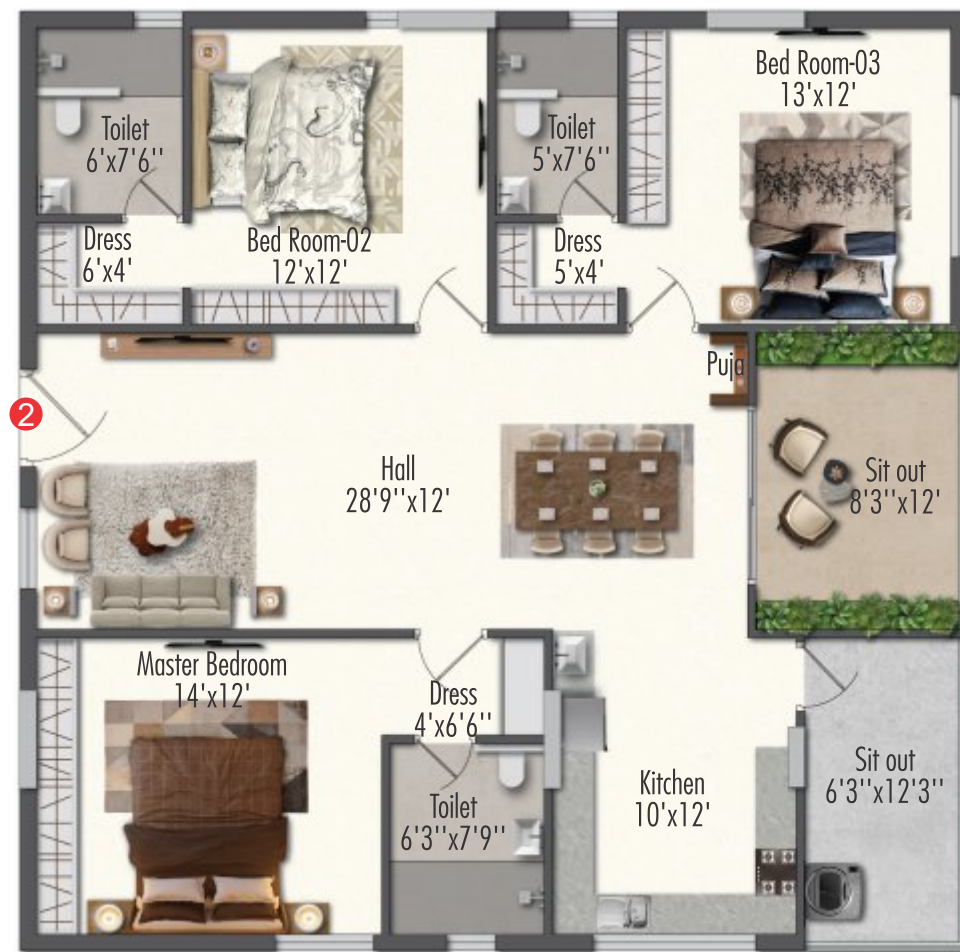 Toilet
6'x7'6''
Bed Room-02
12'x12'
Toilet
5'x7'6''
Bed Room-03
13'x12'
Dress
6'x4'
Dress
5'x4'
Puja
2
Hall
28'9''x12'
Sit out
8'3''x12'
Master Bedroom
14'x12'
Dress
4'x6'6''
Toilet
6'3''x7'9''
Kitchen
10'x12'
Sit out
6'3''x12'3''